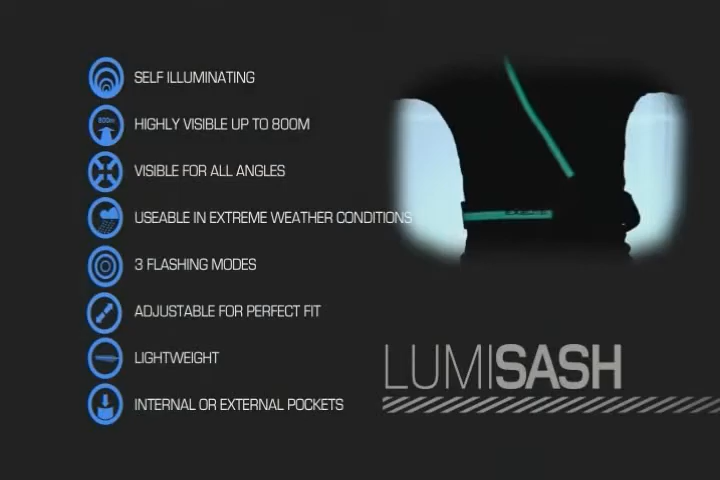 SELF ILLUMINATING
800m
HIGHLY VISIBLE UP TO 800M
VISIBLE FOR ALL ANGLES
USEABLE IN EXTREME WEATHER CONDITIONS
3 FLASHING MODES
ADJUSTABLE FOR PERFECT FIT
LIGHTWEIGHT
INTERNAL OR EXTERNAL POCKETS
LUMISASH